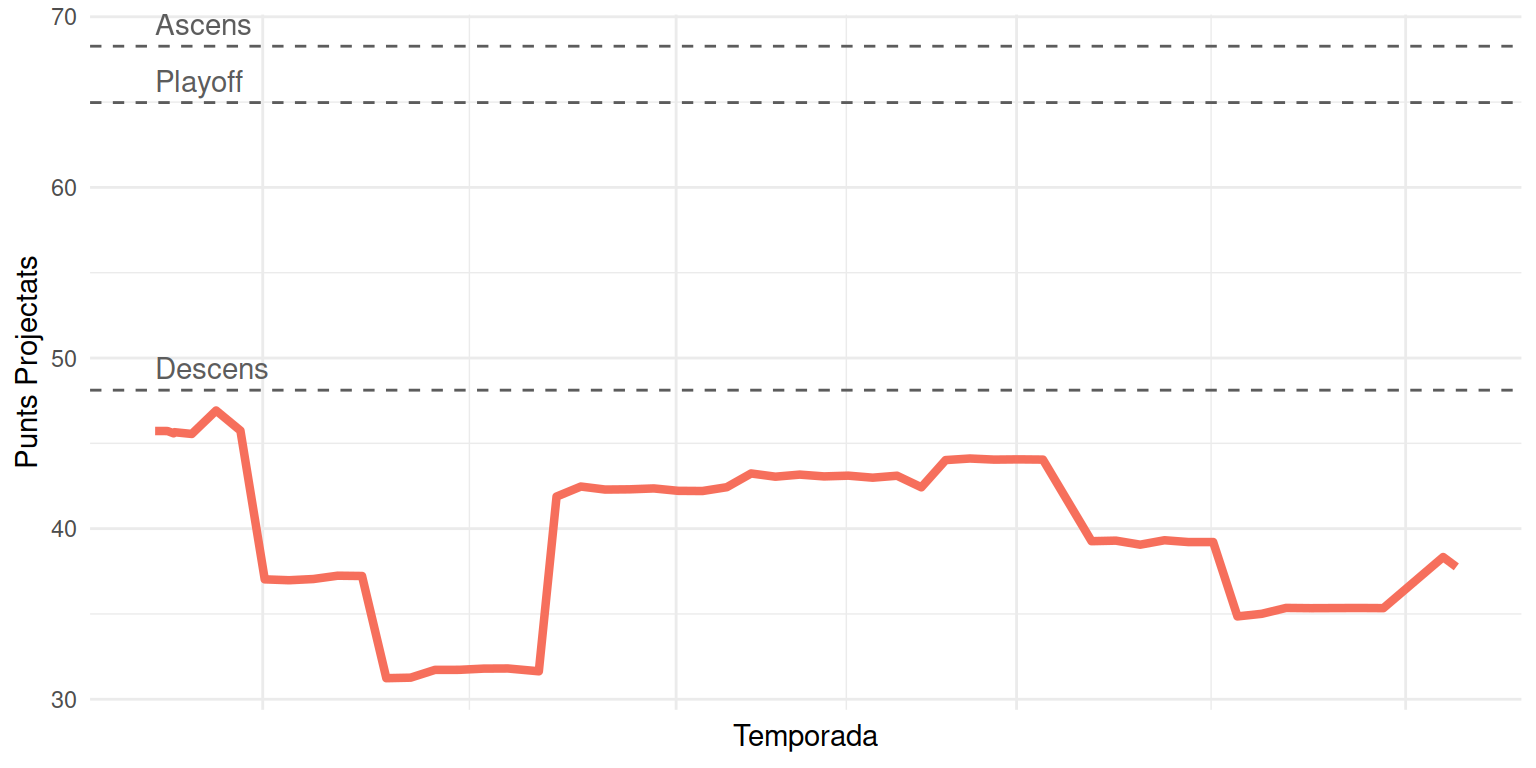 70
Ascens
Playoff
60
Punts Projectats
50
Descens
40
30
Temporada